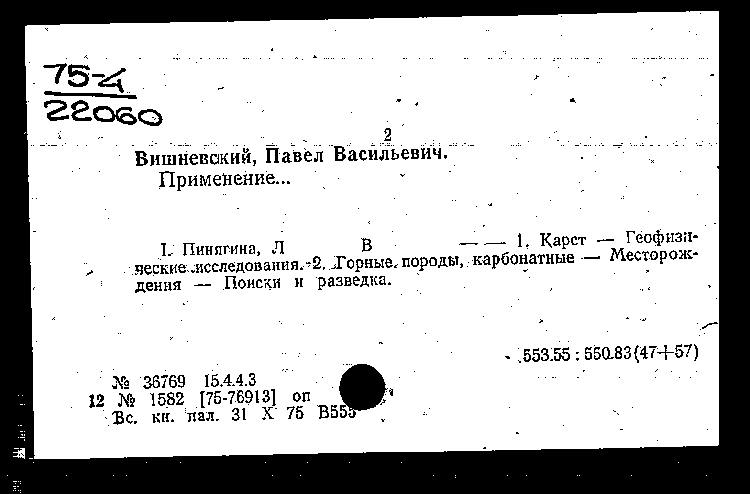 75-4
22060
2
Вишневский, Павел Васильевич.
Применение...
I. Пинягина, Л В — — 1. Карст — Геофизи-
ческие исследования. 2. Горные породы, карбонатные — Месторож-
дения — Поиски и разведка.
553.55 : 550.83 (47+57)
№ 36769 15.4.4.3
12 № 1582 [75-76913] оп
Вс. кн. пал. 31 X 75 В555